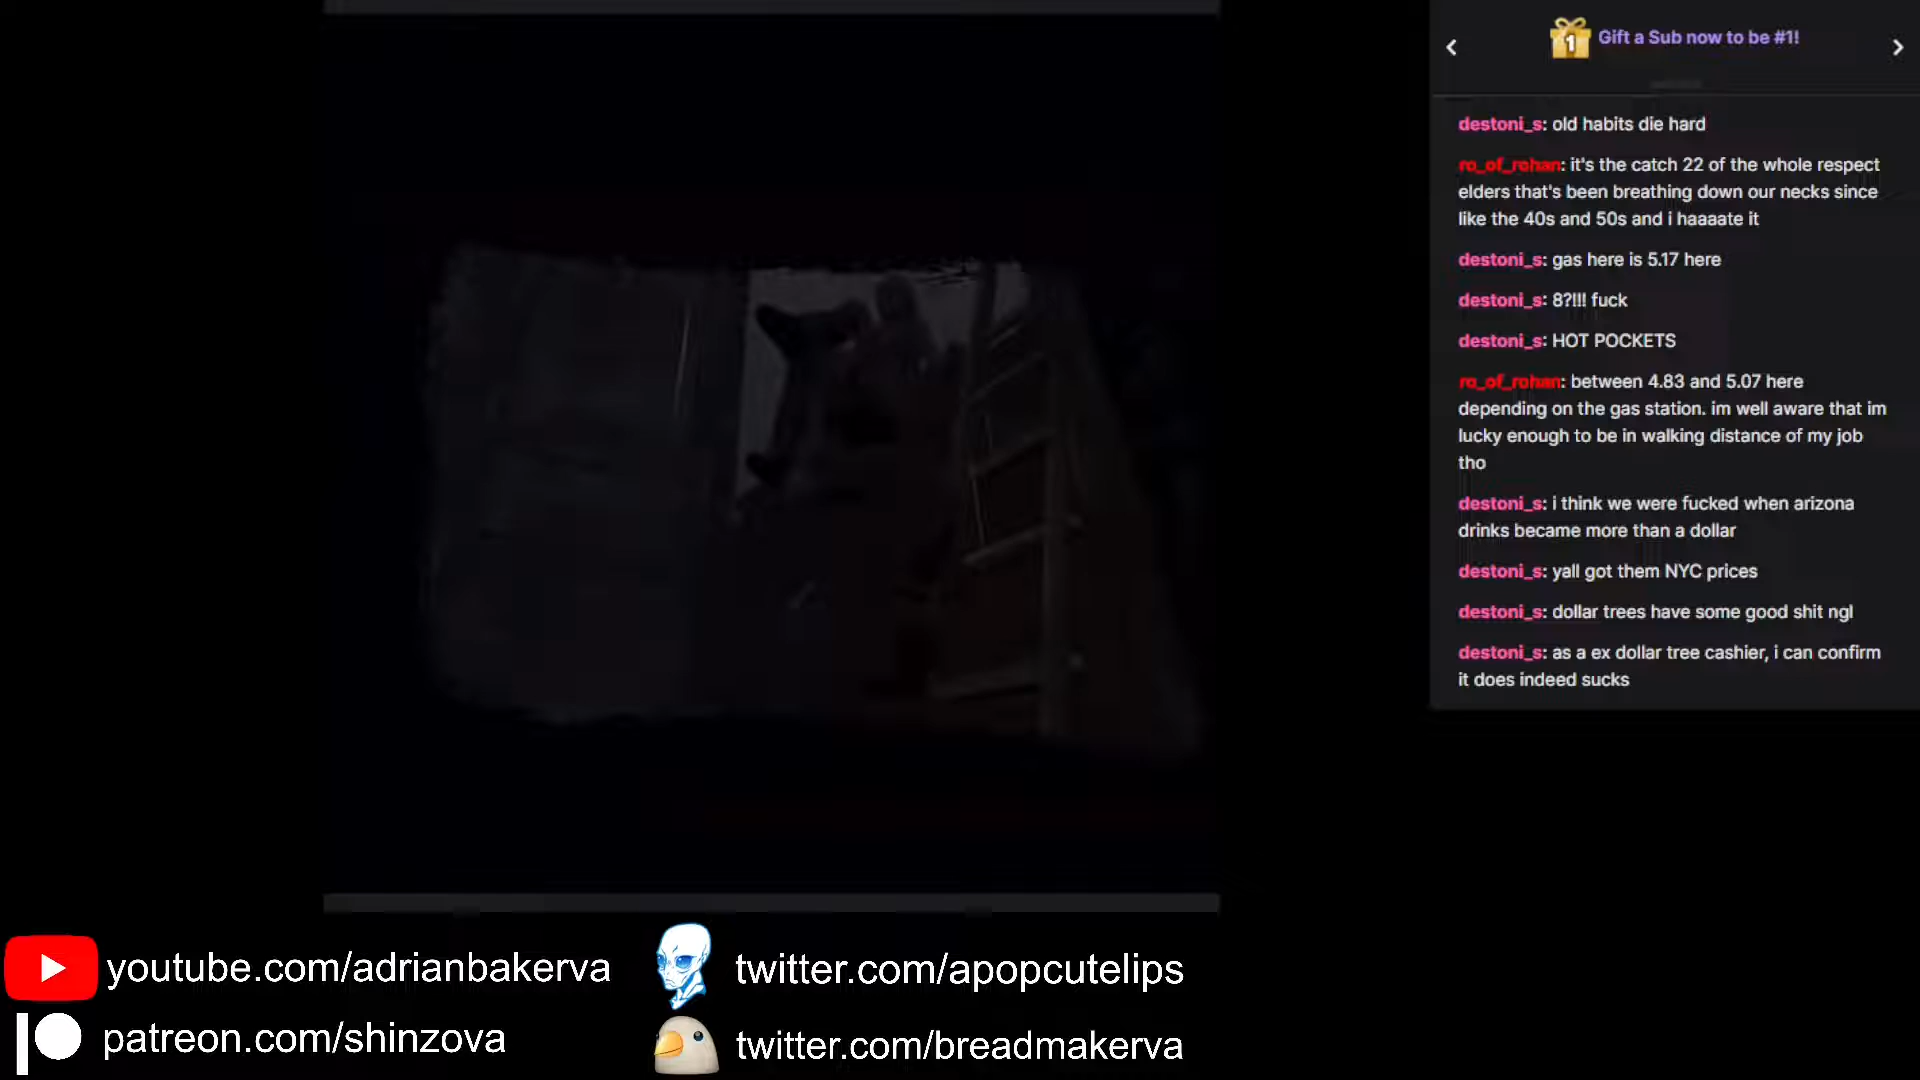 1 Gift a Sub now to be #1!
destoni_s: old habits die hard
ro_of_rohan: it's the catch 22 of the whole respect
elders that's been breathing down our necks since
like the 40s and 50s and i haaaate it
destoni_s: gas here is 5.17 here
destoni_s: 8?!!! fuck
destoni_s: HOT POCKETS
ro_of_rohan: between 4.83 and 5.07 here
depending on the gas station. im well aware that im
lucky enough to be in walking distance of my job
tho
destoni_s: i think we were fucked when arizona
drinks became more than a dollar
destoni_s: yall got them NYC prices
destoni_s: dollar trees have some good shit ngl
destoni_s: as a ex dollar tree cashier, i can confirm
it does indeed sucks
youtube.com/adrianbakerva
twitter.com/apopcutelips
patreon.com/shinzova
twitter.com/breadmakerva